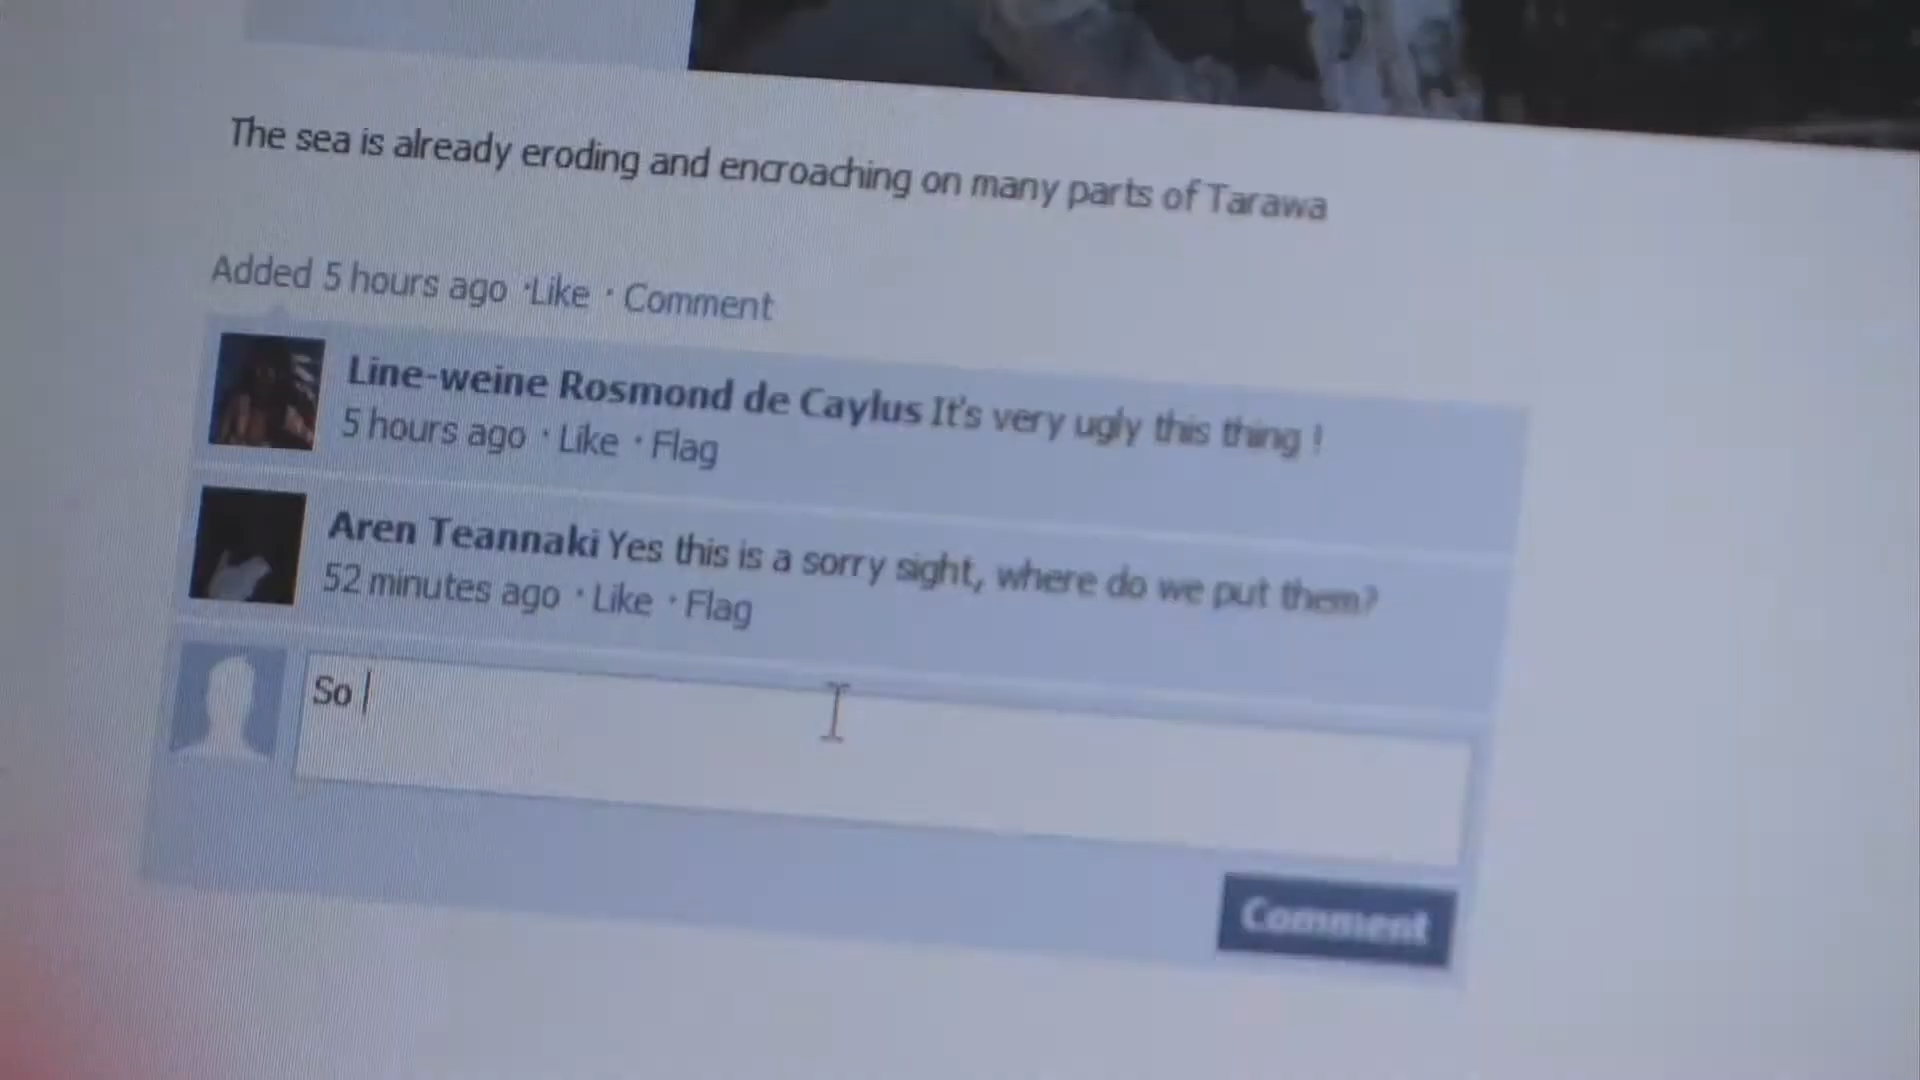 The sea is already eroding and encroaching on many parts of Tarawa
Added 5 hours ago · Like · Comment
Line-weine Rosmond de Caylus It's very ugly this thing !
5 hours ago · Like · Flag
Aren Teannaki Yes this is a sorry sight, where do we put them?
52 minutes ago · Like · Flag
So
Comment